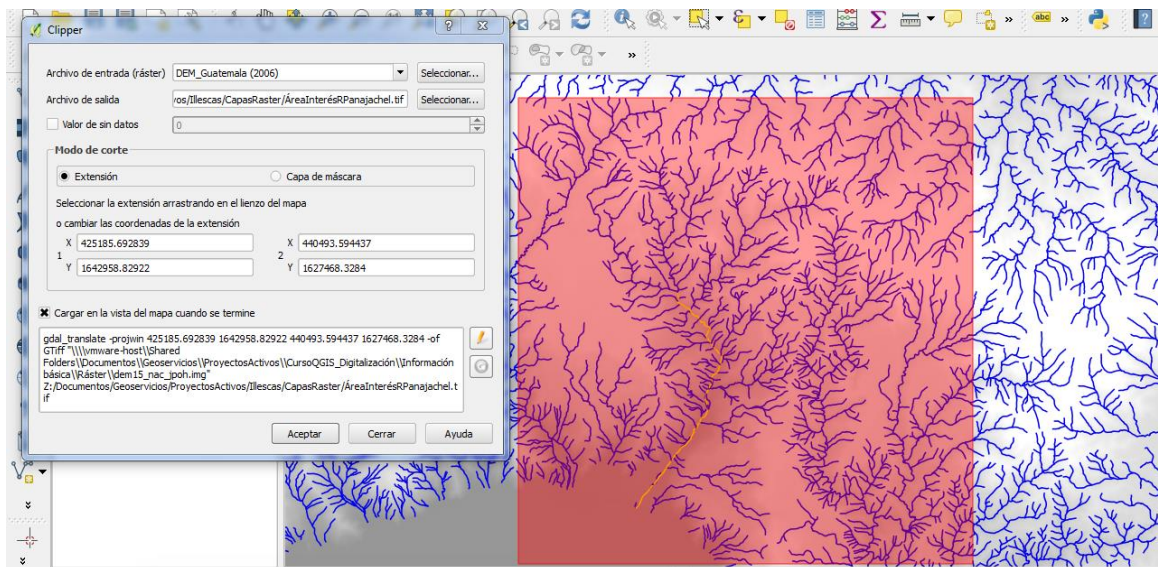 Clipper
Archivo de entrada (ráster) DEM_Guatemala (2006) Seleccionar...
Archivo de salida vos/Illescas/CapasRaster/ÁreaInterésRPanajachel.tif Seleccionar...
Valor de sin datos 0
Modo de corte
Extensión Capa de máscara
Seleccionar la extensión arrastrando en el lienzo del mapa
o cambiar las coordenadas de la extensión
X 425185.692839 X 440493.594437
1 2
Y 1642958.82922 Y 1627468.3284
Cargar en la vista del mapa cuando se termine
gdal_translate -projwin 425185.692839 1642958.82922 440493.594437 1627468.3284 -of
GTiff "\\\\vmware-host\\Shared
Folders\\Documentos\\Geoservicios\\ProyectosActivos\\CursoQGIS_Digitalización\\Información
básica\\Ráster\\dem15_nac_jpoh.img"
Z:/Documentos/Geoservicios/ProyectosActivos/Illescas/CapasRaster/ÁreaInterésRPanajachel.t
if
Aceptar Cerrar Ayuda
abc